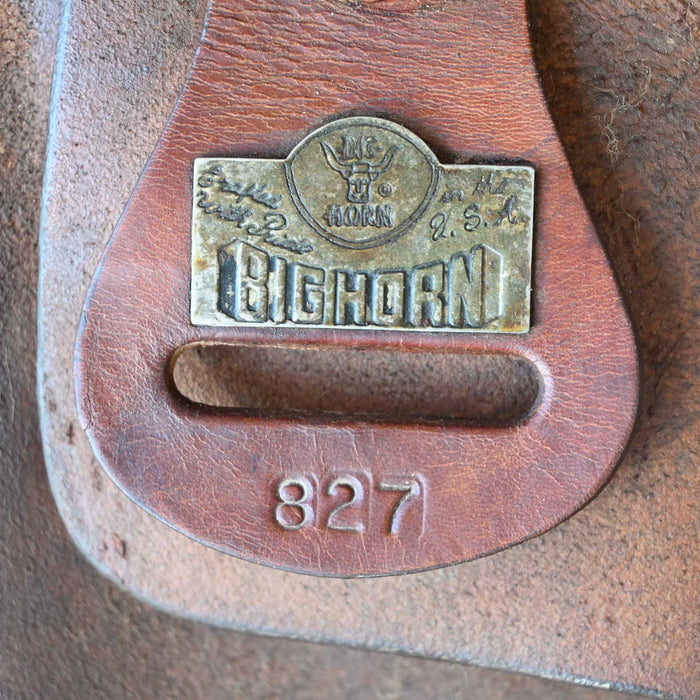 BIG
HORN
®
Crafted
With Pride
in the
U.S.A.
BIGHORN
827